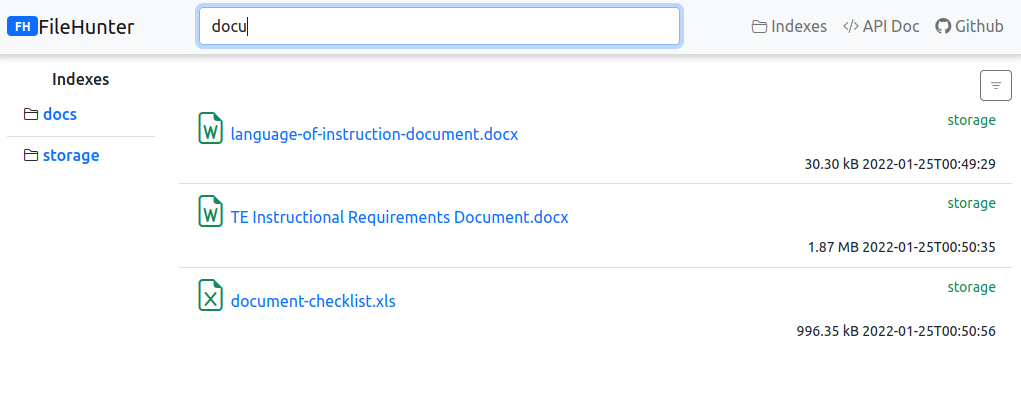 FH FileHunter docu Indexes API Doc Github
Indexes
docs
storage
language-of-instruction-document.docx storage
30.30 kB 2022-01-25T00:49:29
TE Instructional Requirements Document.docx storage
1.87 MB 2022-01-25T00:50:35
document-checklist.xls storage
996.35 kB 2022-01-25T00:50:56